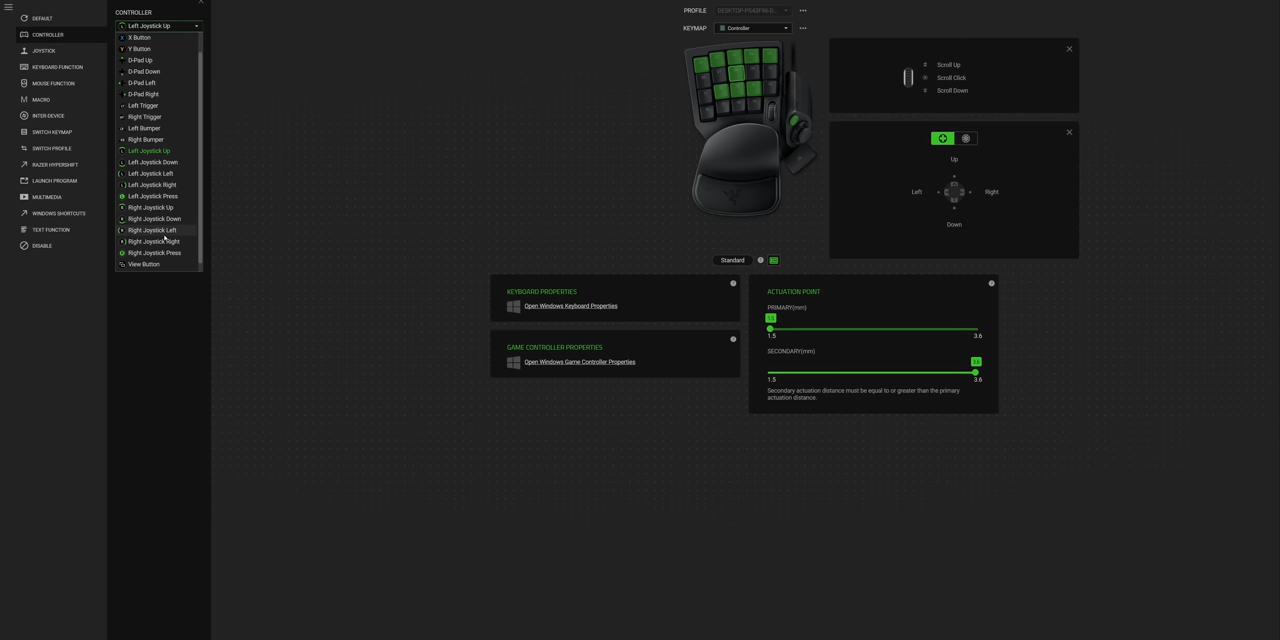 DEFAULT
CONTROLLER
JOYSTICK
KEYBOARD FUNCTION
MOUSE FUNCTION
MACRO
INTER-DEVICE
SWITCH KEYMAP
SWITCH PROFILE
RAZER HYPERSHIFT
LAUNCH PROGRAM
MULTIMEDIA
WINDOWS SHORTCUTS
TEXT FUNCTION
DISABLE
CONTROLLER
Left Joystick Up
X Button
Y Button
D-Pad Up
D-Pad Down
D-Pad Left
D-Pad Right
Left Trigger
Right Trigger
Left Bumper
Right Bumper
Left Joystick Up
Left Joystick Down
Left Joystick Left
Left Joystick Right
Left Joystick Press
Right Joystick Up
Right Joystick Down
Right Joystick Left
Right Joystick Right
Right Joystick Press
View Button
PROFILE
KEYMAP
Controller
Scroll Up
Scroll Click
Scroll Down
Up
Left
Right
Down
Standard
KEYBOARD PROPERTIES
Open Windows Keyboard Properties
GAME CONTROLLER PROPERTIES
Open Windows Game Controller Properties
ACTUATION POINT
PRIMARY(mm)
1.5
1.5 3.6
SECONDARY(mm)
3.6
1.5 3.6
Secondary actuation distance must be equal to or greater than the primary
actuation distance.